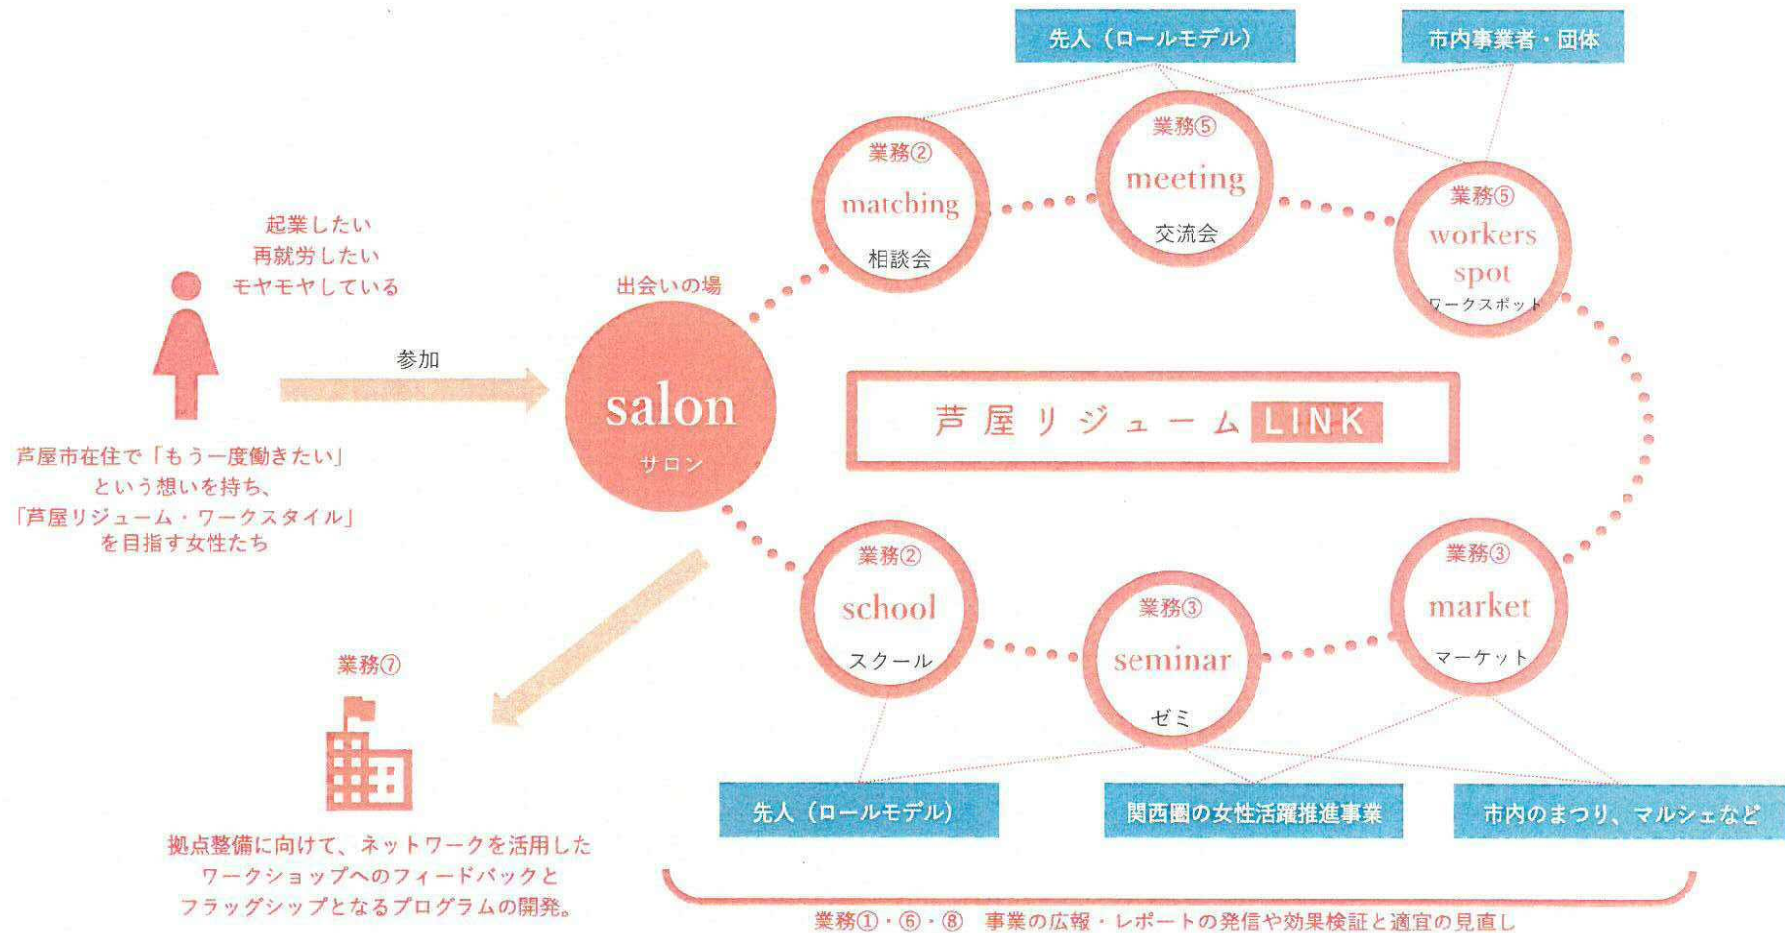 先人（ロールモデル）
市内事業者・団体
業務②
matching
相談会
業務⑤
meeting
交流会
業務⑤
workers
spot
ワークスポット
起業したい
再就労したい
モヤモヤしている
参加
出会いの場
salon
サロン
芦屋リジューム LINK
芦屋市在住で「もう一度働きたい」
という想いを持ち、
「芦屋リジューム・ワークスタイル」
を目指す女性たち
業務②
school
スクール
業務③
seminar
ゼミ
業務③
market
マーケット
業務⑦
拠点整備に向けて、ネットワークを活用した
ワークショップへのフィードバックと
フラッグシップとなるプログラムの開発。
先人（ロールモデル）
関西圏の女性活躍推進事業
市内のまつり、マルシェなど
業務①・⑥・⑧　事業の広報・レポートの発信や効果検証と適宜の見直し